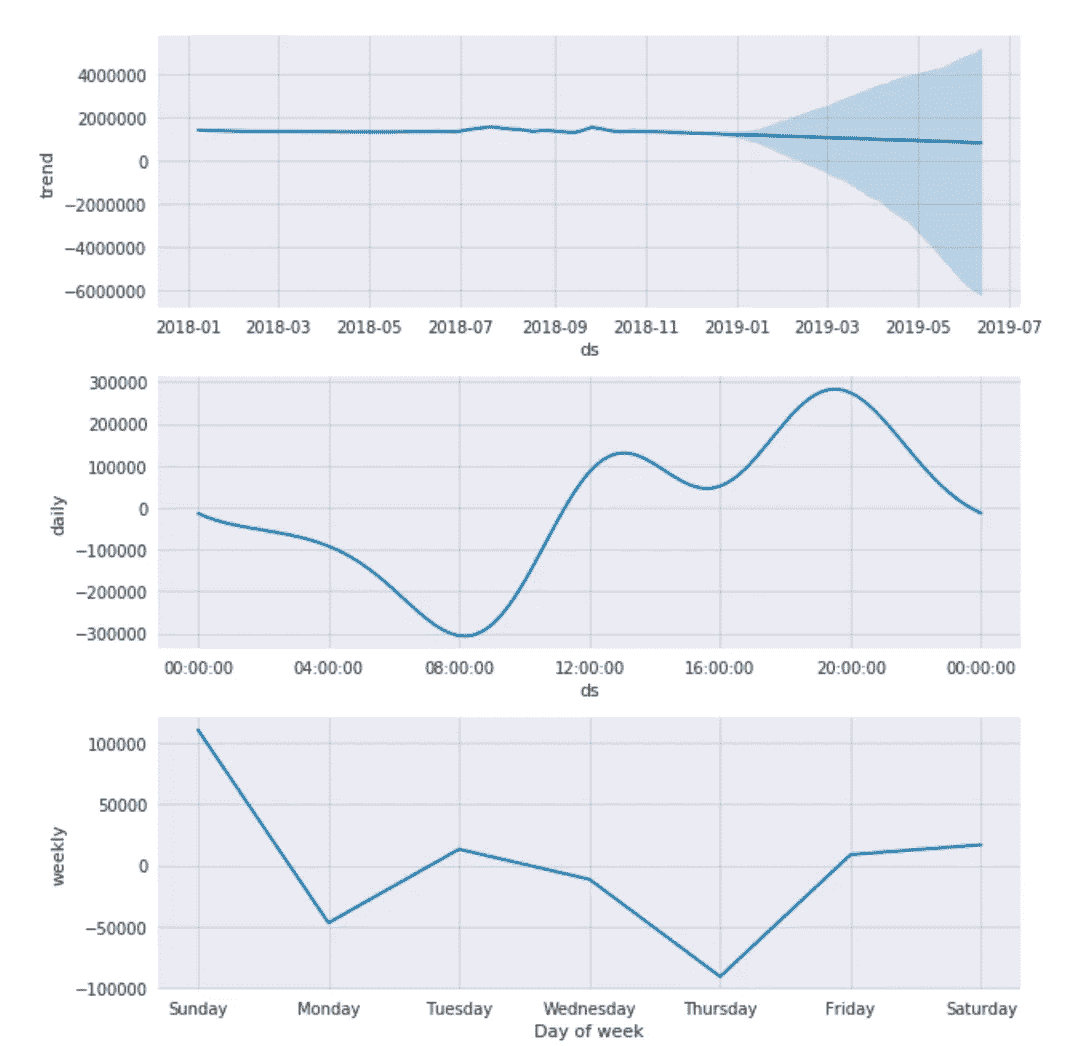 4000000
2000000
0
−2000000
−4000000
−6000000
trend
2018-01 2018-03 2018-05 2018-07 2018-09 2018-11 2019-01 2019-03 2019-05 2019-07
ds
300000
200000
100000
0
−100000
−200000
−300000
daily
00:00:00 04:00:00 08:00:00 12:00:00 16:00:00 20:00:00 00:00:00
ds
100000
50000
0
−50000
−100000
weekly
Sunday Monday Tuesday Wednesday Thursday Friday Saturday
Day of week